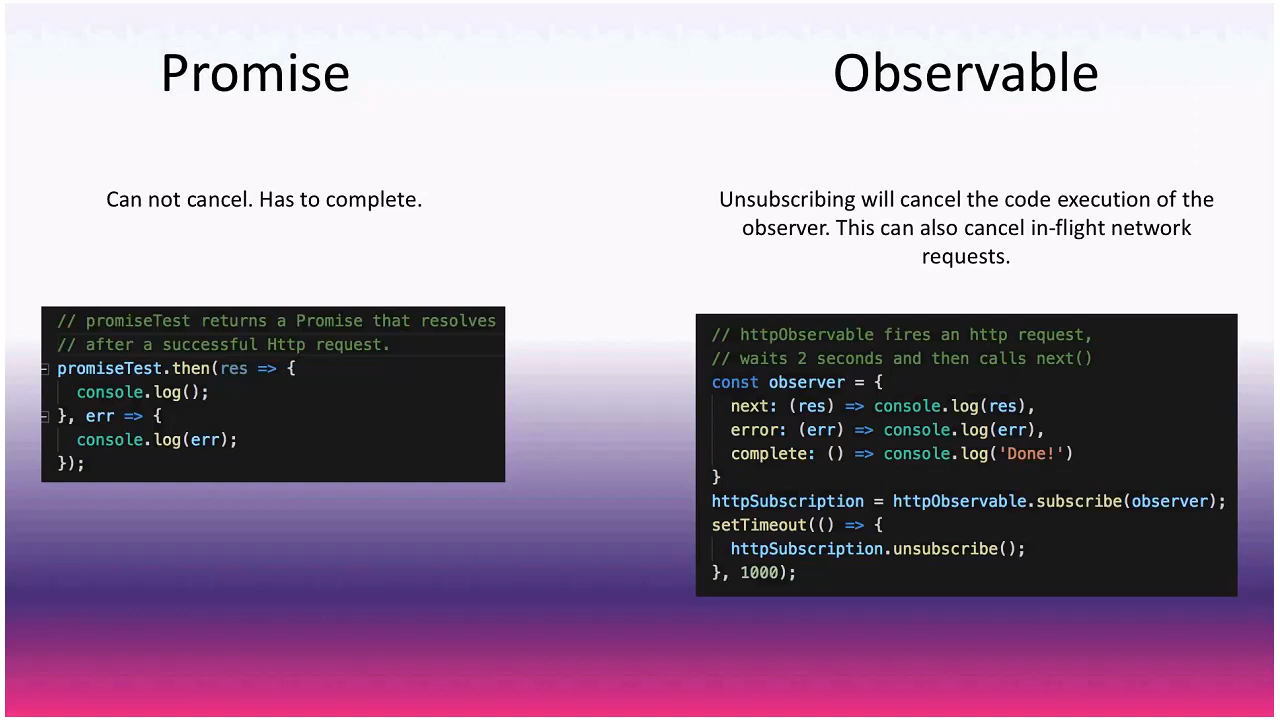 Promise
Can not cancel. Has to complete.
// promiseTest returns a Promise that resolves
// after a successful Http request.
promiseTest.then(res => {
console.log();
}, err => {
console.log(err);
});
Observable
Unsubscribing will cancel the code execution of the
observer. This can also cancel in-flight network
requests.
// httpObservable fires an http request,
// waits 2 seconds and then calls next()
const observer = {
next: (res) => console.log(res),
error: (err) => console.log(err),
complete: () => console.log('Done!')
}
httpSubscription = httpObservable.subscribe(observer);
setTimeout(() => {
httpSubscription.unsubscribe();
}, 1000);